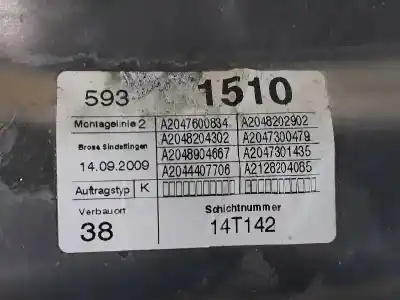 593 1510
Montagelinie 2 A2047600834 A2048202902
A2048204302 A2047300479
Brose Sindelfingen A2048904667 A2047301435
14.09.2009 A2044407706 A2128204085
Auftragstyp K
Verbauort Schichtnummer
38 14T142